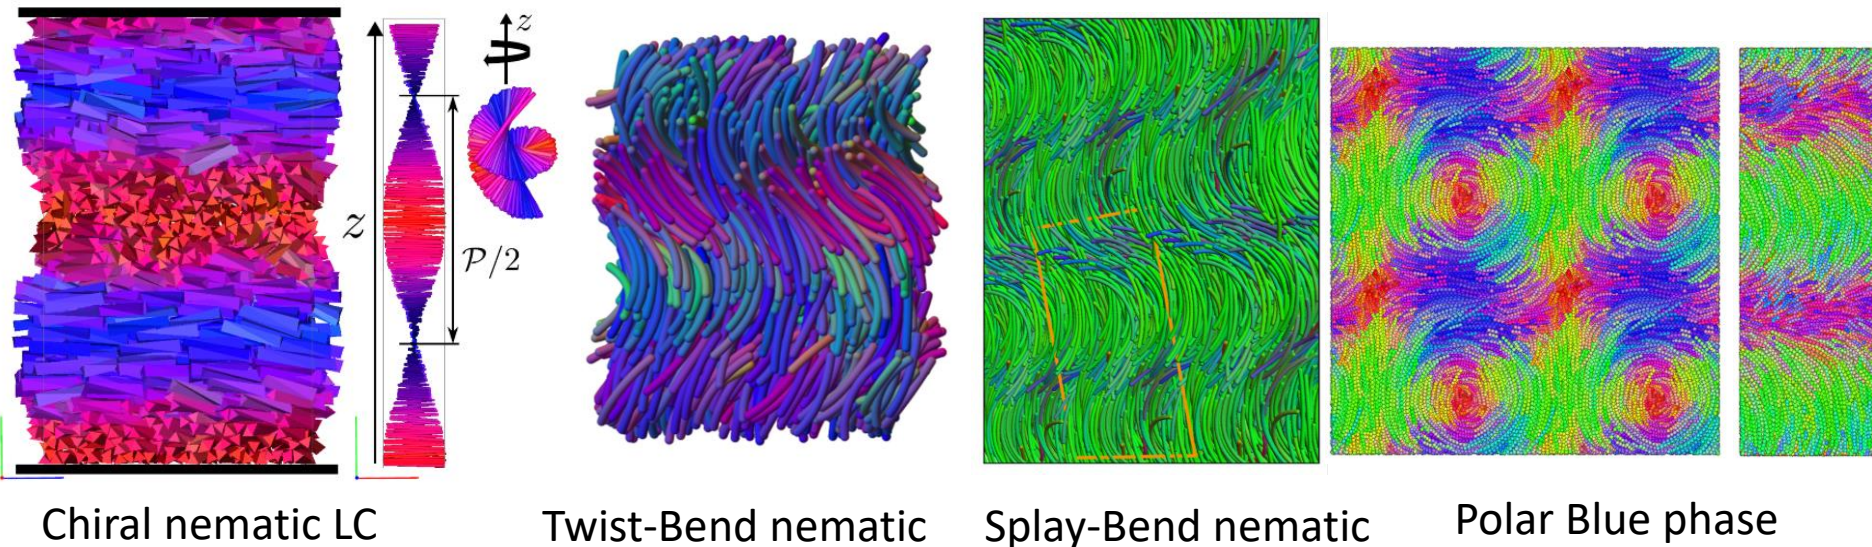 z
z
𝒫/2
Chiral nematic LC
Twist-Bend nematic
Splay-Bend nematic
Polar Blue phase